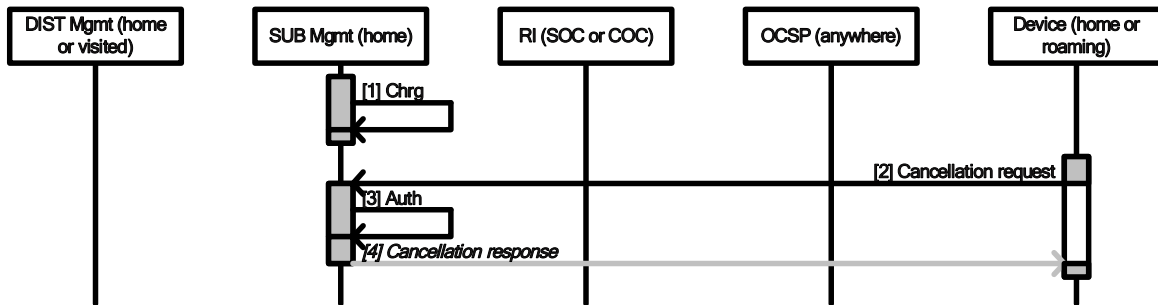 DIST Mgmt (home
or visited)
SUB Mgmt (home)
RI (SOC or COC)
OCSP (anywhere)
Device (home or
roaming)
[1] Chrg
[2] Cancellation request
[3] Auth
[4] Cancellation response